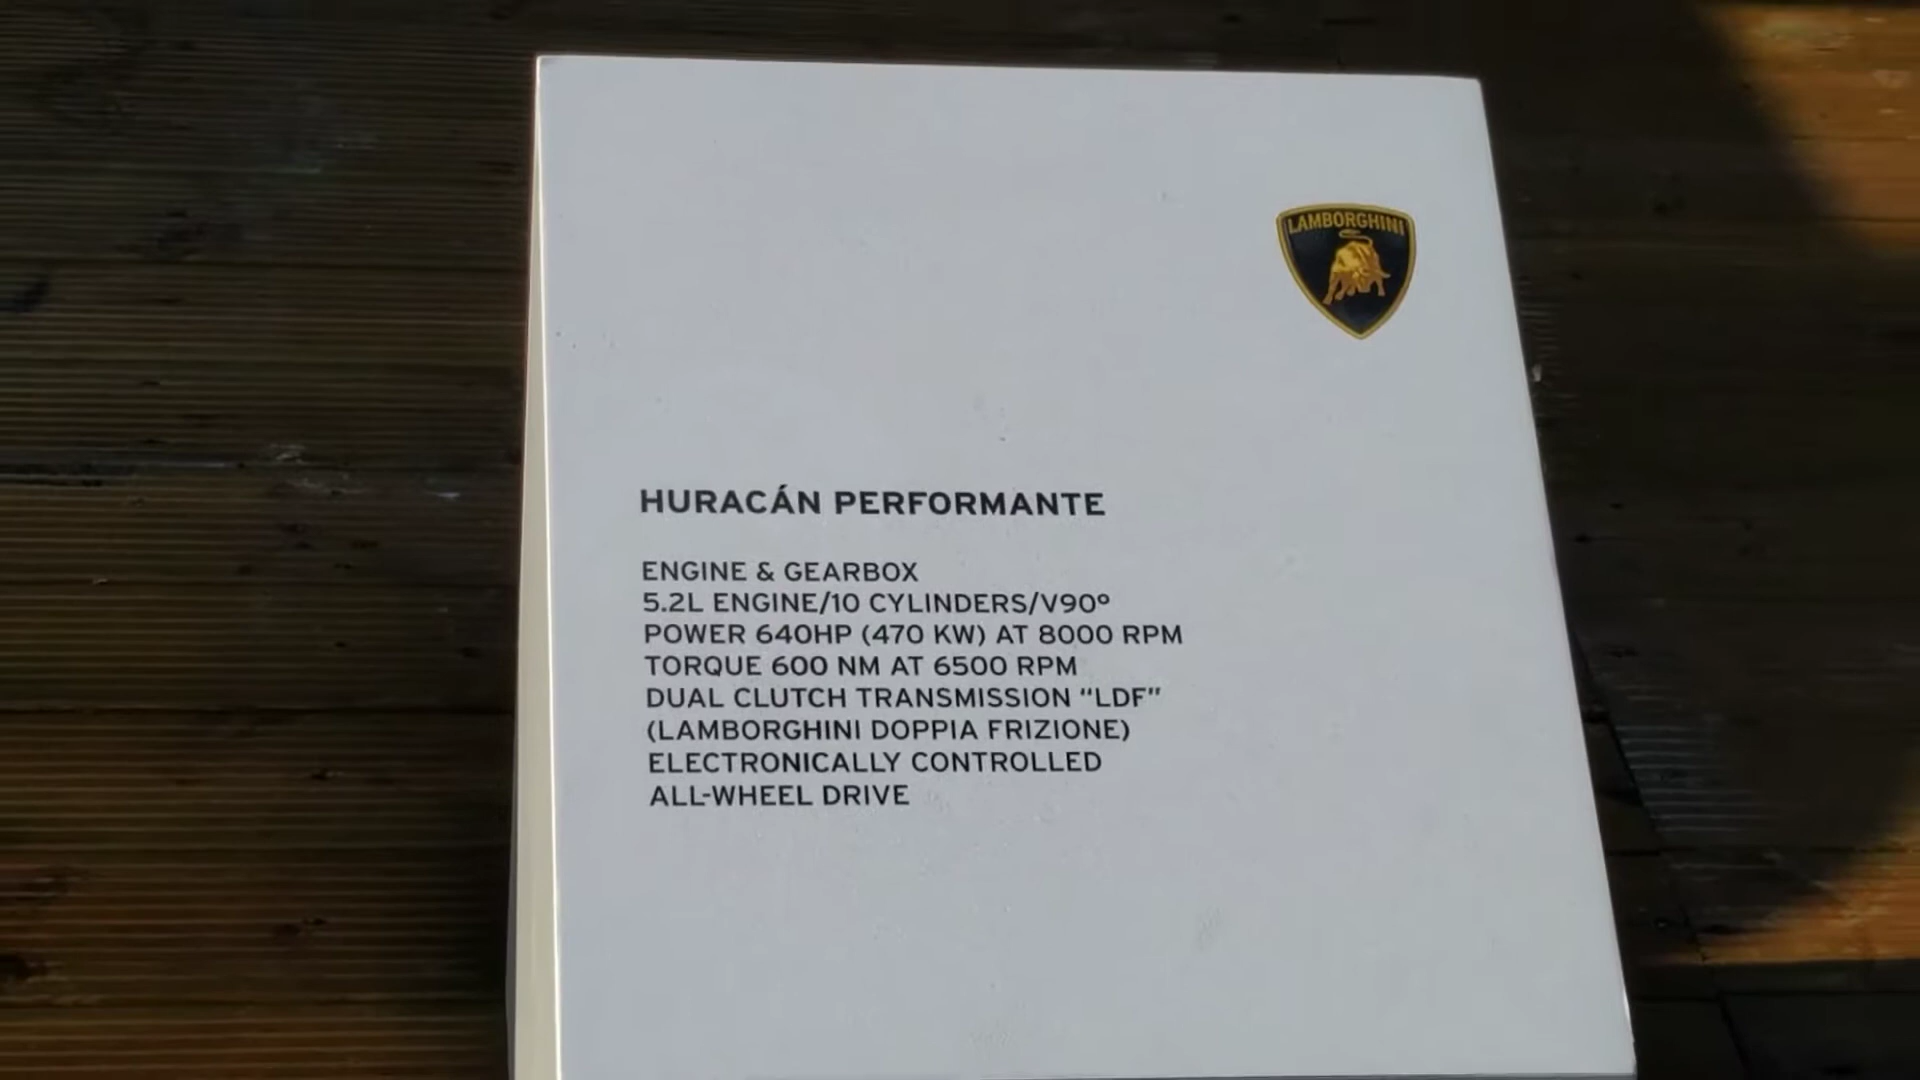 LAMBORGHINI
HURACÁN PERFORMANTE
ENGINE & GEARBOX
5.2L ENGINE/10 CYLINDERS/V90°
POWER 640HP (470 KW) AT 8000 RPM
TORQUE 600 NM AT 6500 RPM
DUAL CLUTCH TRANSMISSION “LDF”
(LAMBORGHINI DOPPIA FRIZIONE)
ELECTRONICALLY CONTROLLED
ALL-WHEEL DRIVE